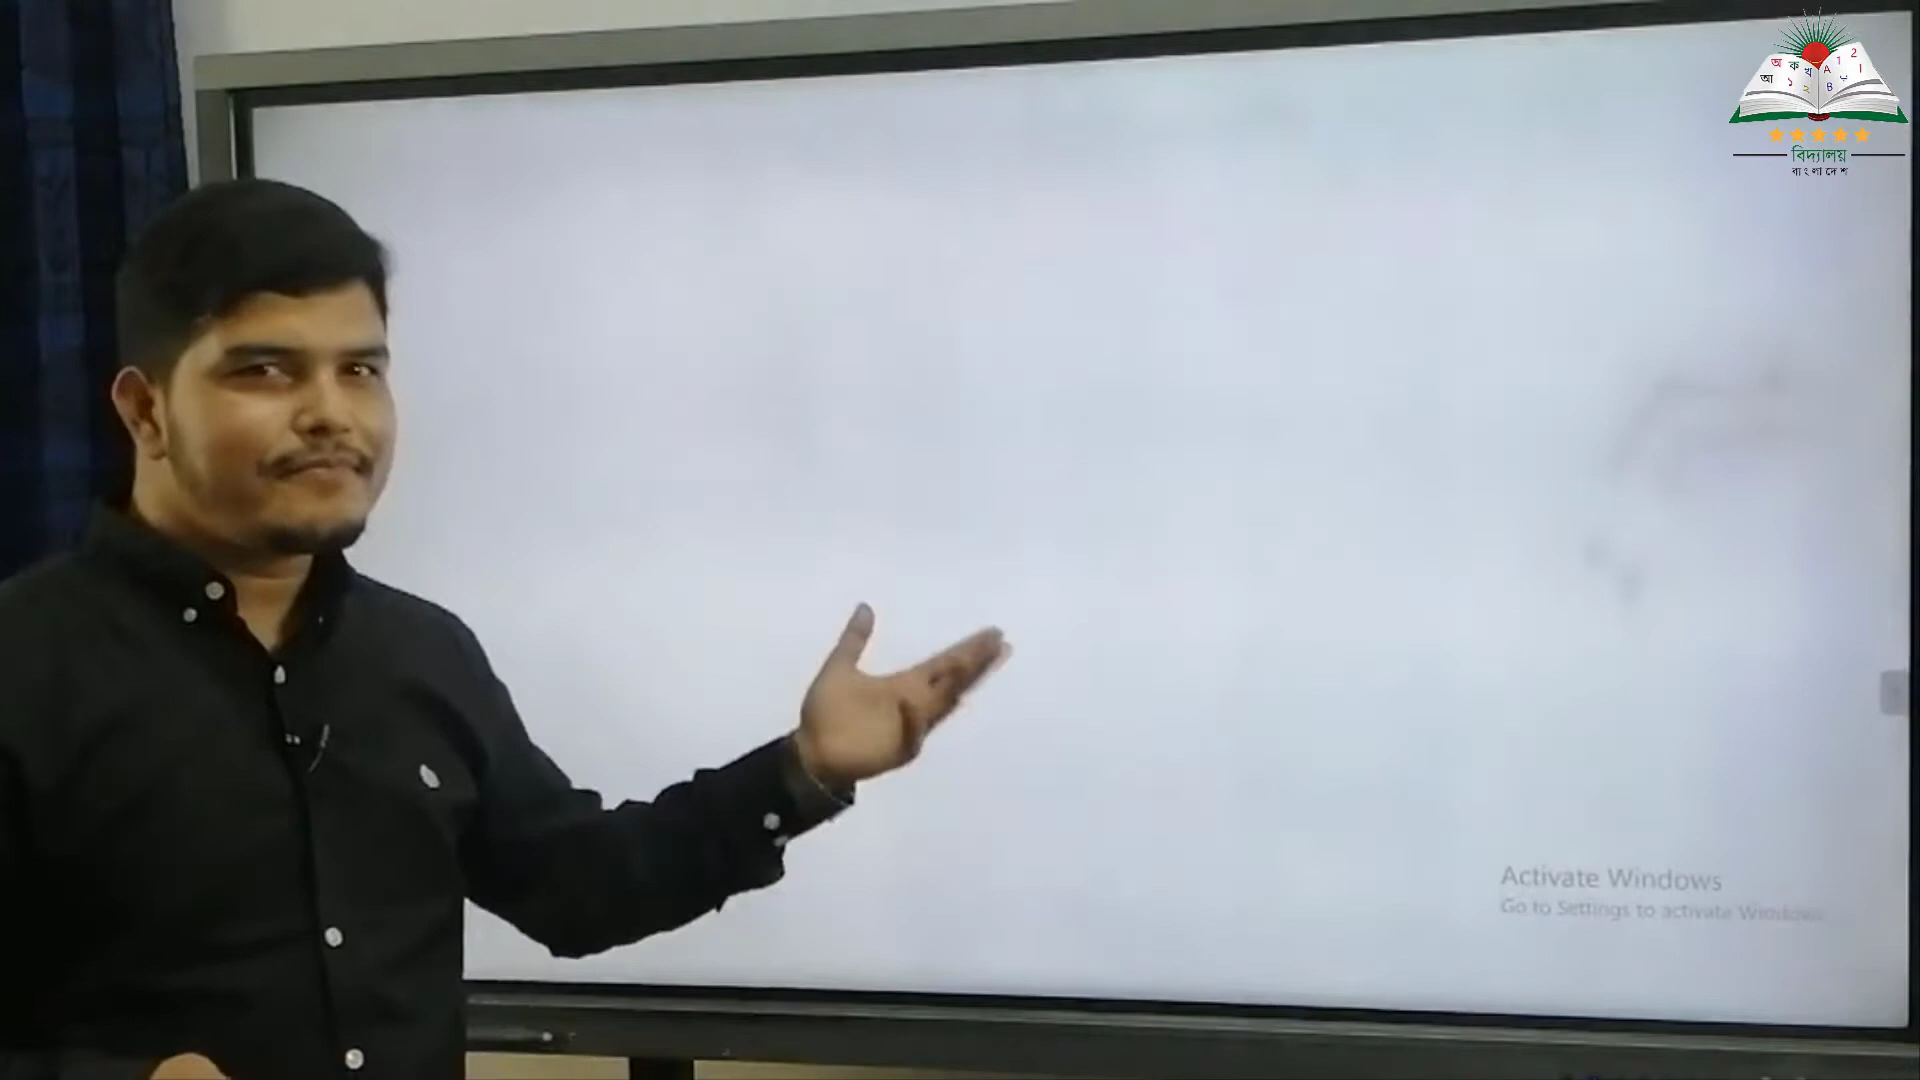 অ ক খ A 1 2
আ ১ ২ B ب ا
বিদ্যালয়
বাংলাদেশ
Activate Windows
Go to Settings to activate Windows